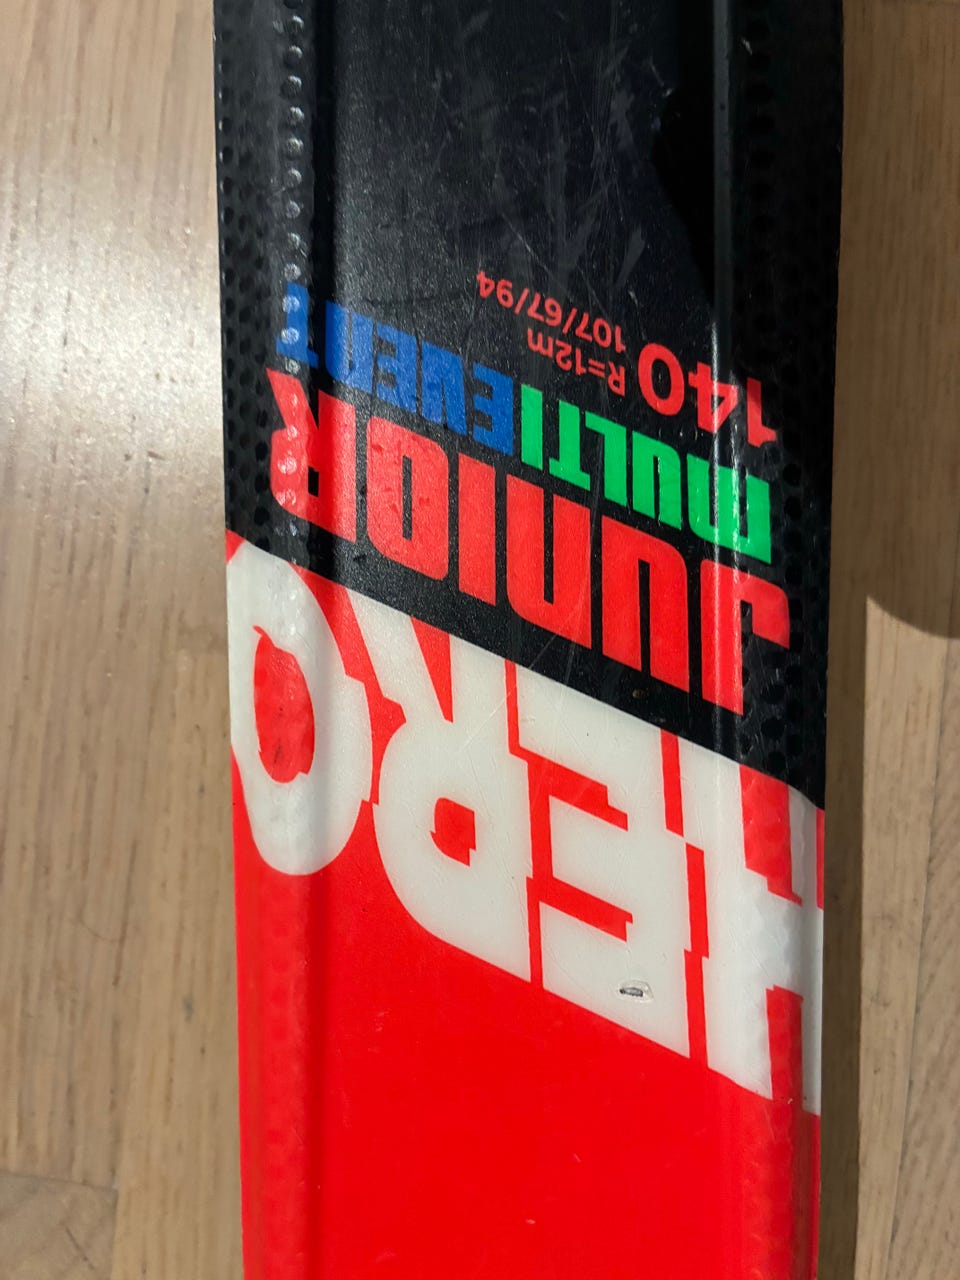 HERO
JUNIOR
MULTIEVENT
140 R=12m
107/67/94